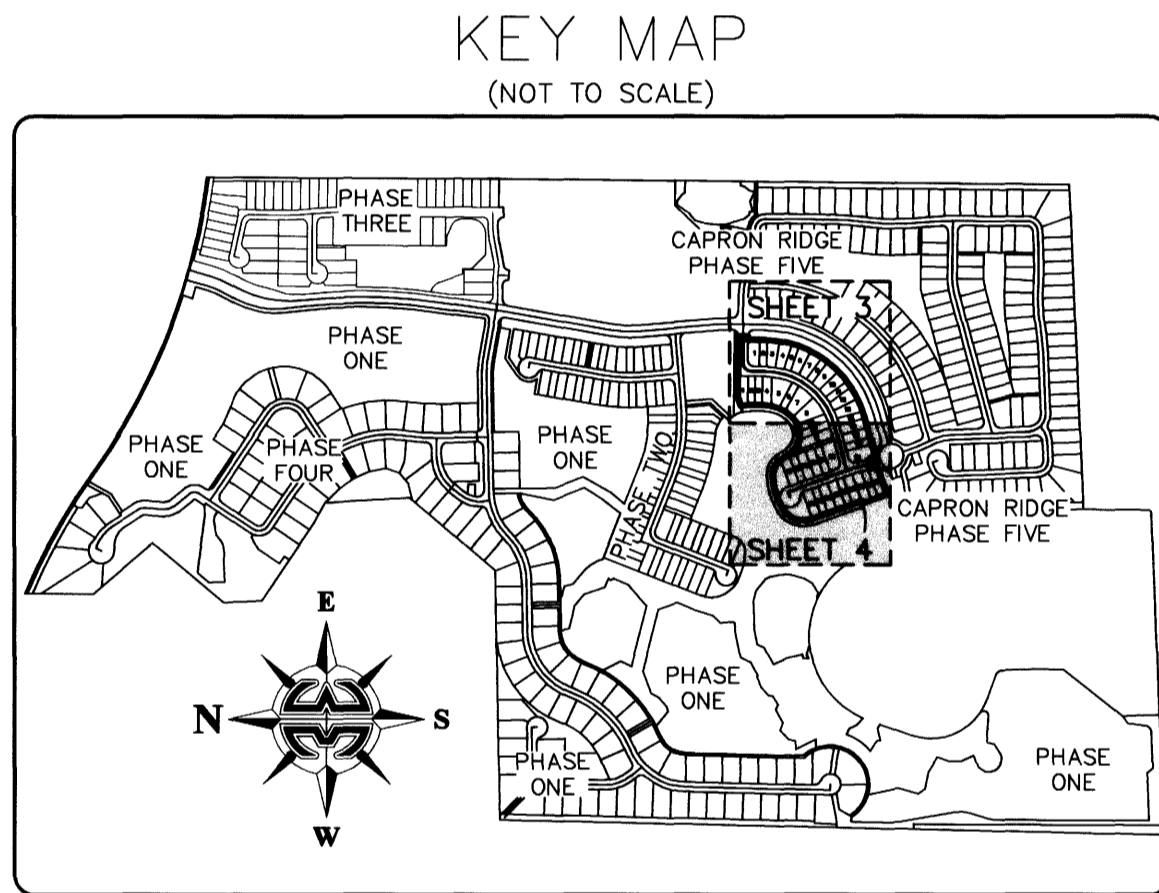 KEY MAP
(NOT TO SCALE)
PHASE
THREE
CAPRON RIDGE
PHASE FIVE
SHEET 3
PHASE
ONE
PHASE
ONE
PHASE
FOUR
PHASE
ONE
PHASE TWO
CAPRON RIDGE
PHASE FIVE
SHEET 4
E
N
S
W
PHASE
ONE
PHASE
ONE
PHASE
ONE